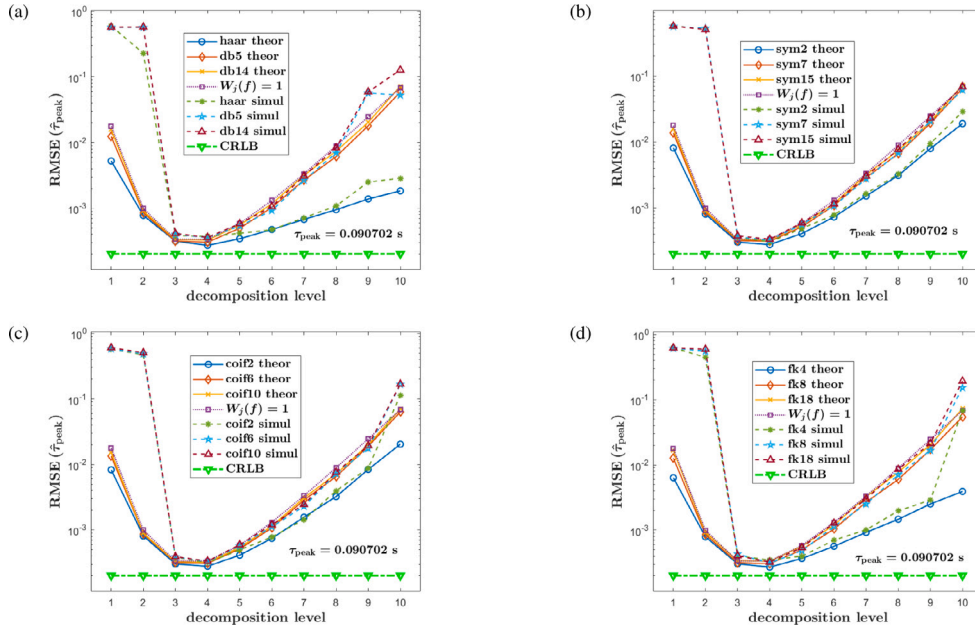 (a)
RMSE (τ̂peak)
10⁰
10⁻¹
10⁻²
10⁻³
haar theor
db5 theor
db14 theor
Wj(f) = 1
haar simul
db5 simul
db14 simul
CRLB
τpeak = 0.090702 s
1 2 3 4 5 6 7 8 9 10
decomposition level
(b)
RMSE (τ̂peak)
10⁰
10⁻¹
10⁻²
10⁻³
sym2 theor
sym7 theor
sym15 theor
Wj(f) = 1
sym2 simul
sym7 simul
sym15 simul
CRLB
τpeak = 0.090702 s
1 2 3 4 5 6 7 8 9 10
decomposition level
(c)
RMSE (τ̂peak)
10⁰
10⁻¹
10⁻²
10⁻³
coif2 theor
coif6 theor
coif10 theor
Wj(f) = 1
coif2 simul
coif6 simul
coif10 simul
CRLB
τpeak = 0.090702 s
1 2 3 4 5 6 7 8 9 10
decomposition level
(d)
RMSE (τ̂peak)
10⁰
10⁻¹
10⁻²
10⁻³
fk4 theor
fk8 theor
fk18 theor
Wj(f) = 1
fk4 simul
fk8 simul
fk18 simul
CRLB
τpeak = 0.090702 s
1 2 3 4 5 6 7 8 9 10
decomposition level